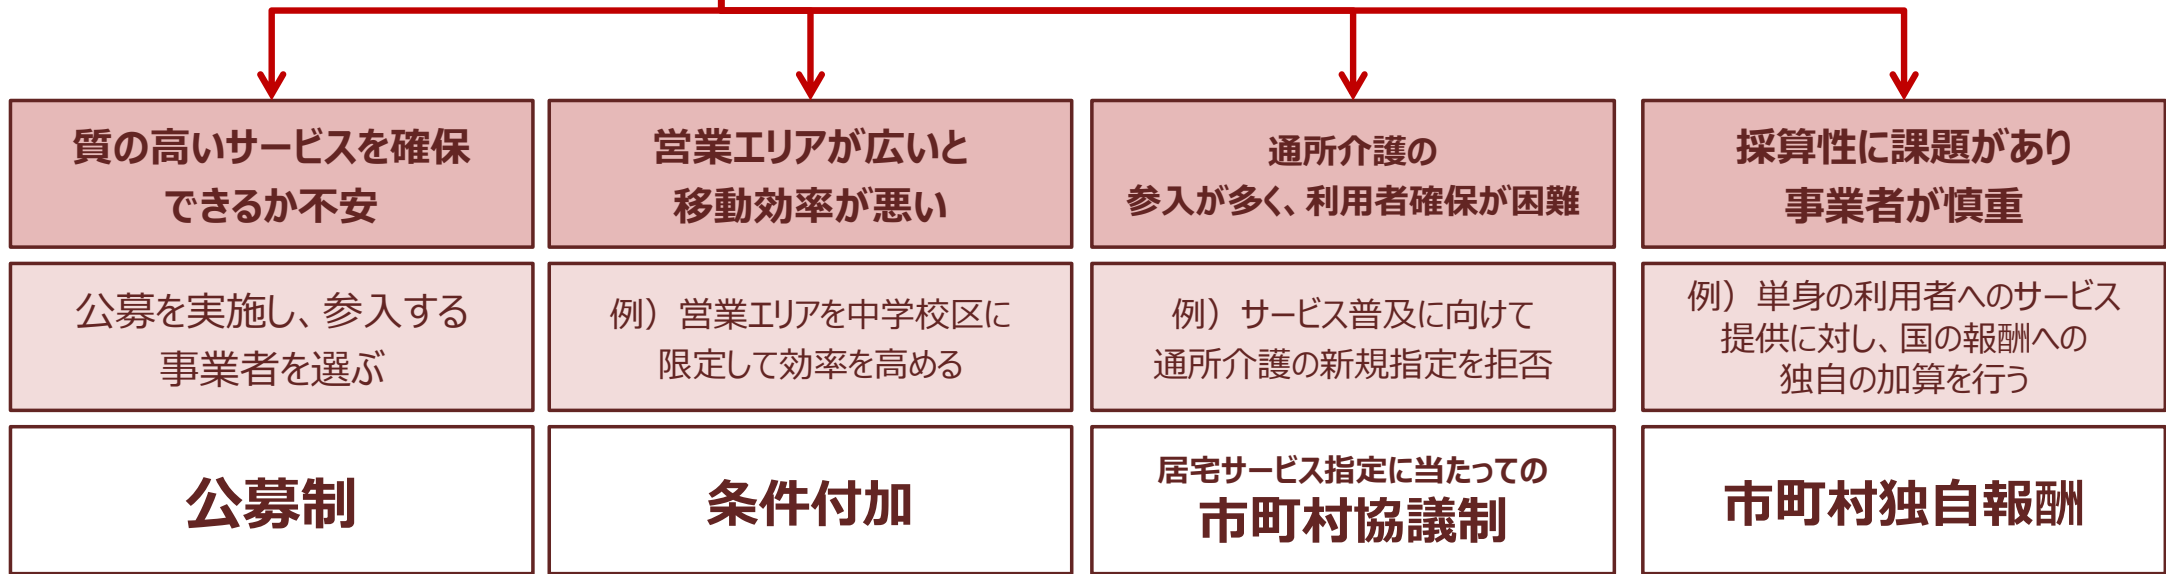 質の高いサービスを確保
できるか不安
営業エリアが広いと
移動効率が悪い
通所介護の
参入が多く、利用者確保が困難
採算性に課題があり
事業者が慎重
公募を実施し、参入する
事業者を選ぶ
例）営業エリアを中学校区に
限定して効率を高める
例）サービス普及に向けて
通所介護の新規指定を拒否
例）単身の利用者へのサービス
提供に対し、国の報酬への
独自の加算を行う
公募制
条件付加
居宅サービス指定に当たっての
市町村協議制
市町村独自報酬